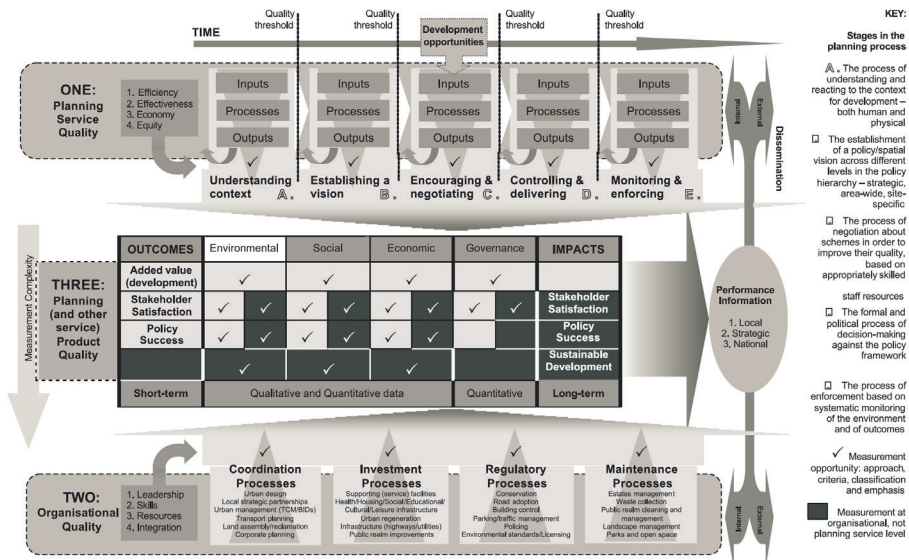 TIME
Quality
threshold
Quality
threshold
Development
opportunities
Quality
threshold
Quality
threshold
ONE:
Planning
Service
Quality
1. Efficiency
2. Effectiveness
3. Economy
4. Equity
Inputs
Processes
Outputs
Inputs
Processes
Outputs
Inputs
Processes
Outputs
Inputs
Processes
Outputs
Inputs
Processes
Outputs
Understanding
context A.
Establishing a
vision B.
Encouraging &
negotiating C.
Controlling &
delivering D.
Monitoring &
enforcing E.
Internal
External
Dissemination
Measurement Complexity
THREE:
Planning
(and other
service)
Product
Quality
OUTCOMES Environmental Social Economic Governance IMPACTS
Added value
(development)
Stakeholder
Satisfaction
Stakeholder
Satisfaction
Policy
Success
Policy
Success
Sustainable
Development
Short-term Qualitative and Quantitative data Quantitative Long-term
Performance
Information
1. Local
2. Strategic
3. National
TWO:
Organisational
Quality
1. Leadership
2. Skills
3. Resources
4. Integration
Coordination
Processes
Urban design
Local strategic partnerships
Urban management (TCM/BIDs)
Transport planning
Land assembly/reclamation
Corporate planning
Investment
Processes
Supporting (service) facilities
Health/Housing/Social/Educational/
Cultural/Leisure infrastructure
Urban regeneration
Infrastructure (highways/utilities)
Public realm improvements
Regulatory
Processes
Conservation
Road adoption
Building control
Parking/traffic management
Policing
Environmental standards/Licensing
Maintenance
Processes
Estates management
Waste collection
Public realm cleaning and
management
Landscape management
Parks and open space
Internal
External
KEY:
Stages in the
planning process
A. The process of
understanding and
reacting to the context
for development –
both human and
physical
The establishment
of a policy/spatial
vision across different
levels in the policy
hierarchy – strategic,
area-wide, site-
specific
The process of
negotiation about
schemes in order to
improve their quality,
based on
appropriately skilled
staff resources
The formal and
political process of
decision-making
against the policy
framework
The process of
enforcement based on
systematic monitoring
of the environment
and of outcomes
Measurement
opportunity: approach,
criteria, classification
and emphasis
Measurement at
organisational, not
planning service level